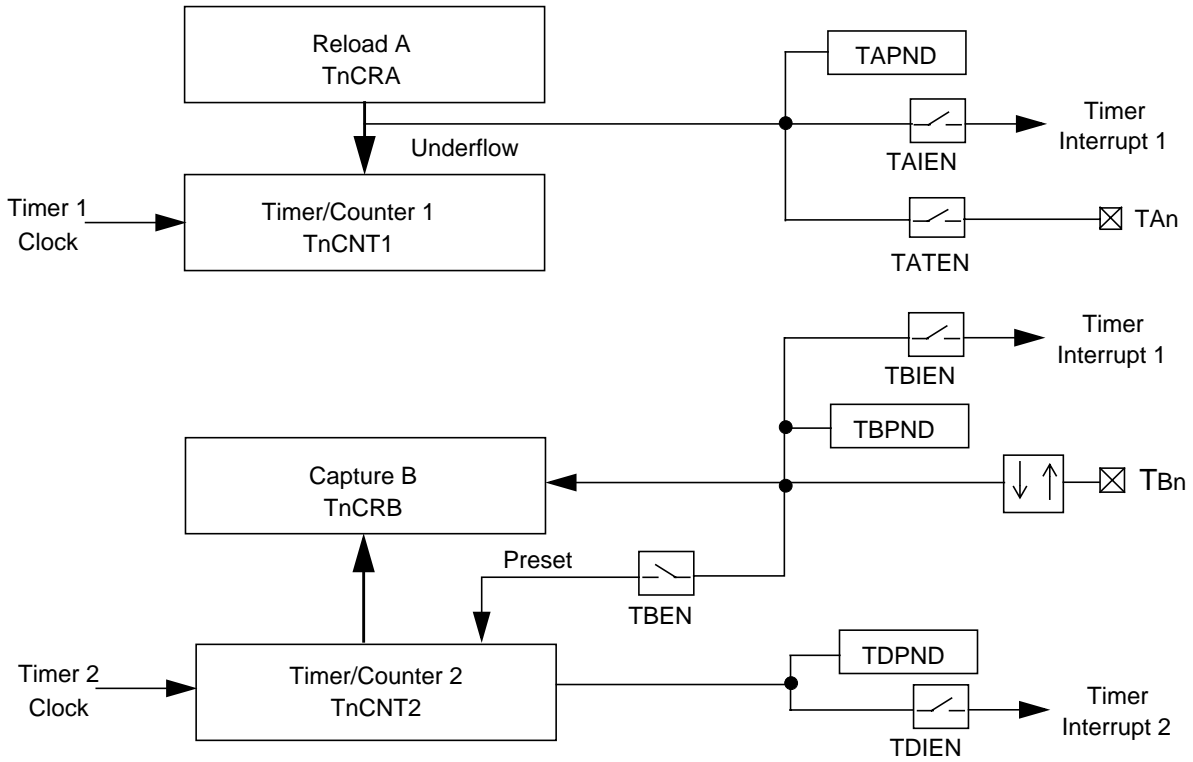 Reload A
TnCRA
TAPND
Timer
Interrupt 1
Underflow
TAIEN
Timer 1
Clock
Timer/Counter 1
TnCNT1
TAn
TATEN
Timer
Interrupt 1
TBIEN
TBPND
Capture B
TnCRB
TBn
Preset
TBEN
TDPND
Timer 2
Clock
Timer/Counter 2
TnCNT2
Timer
Interrupt 2
TDIEN